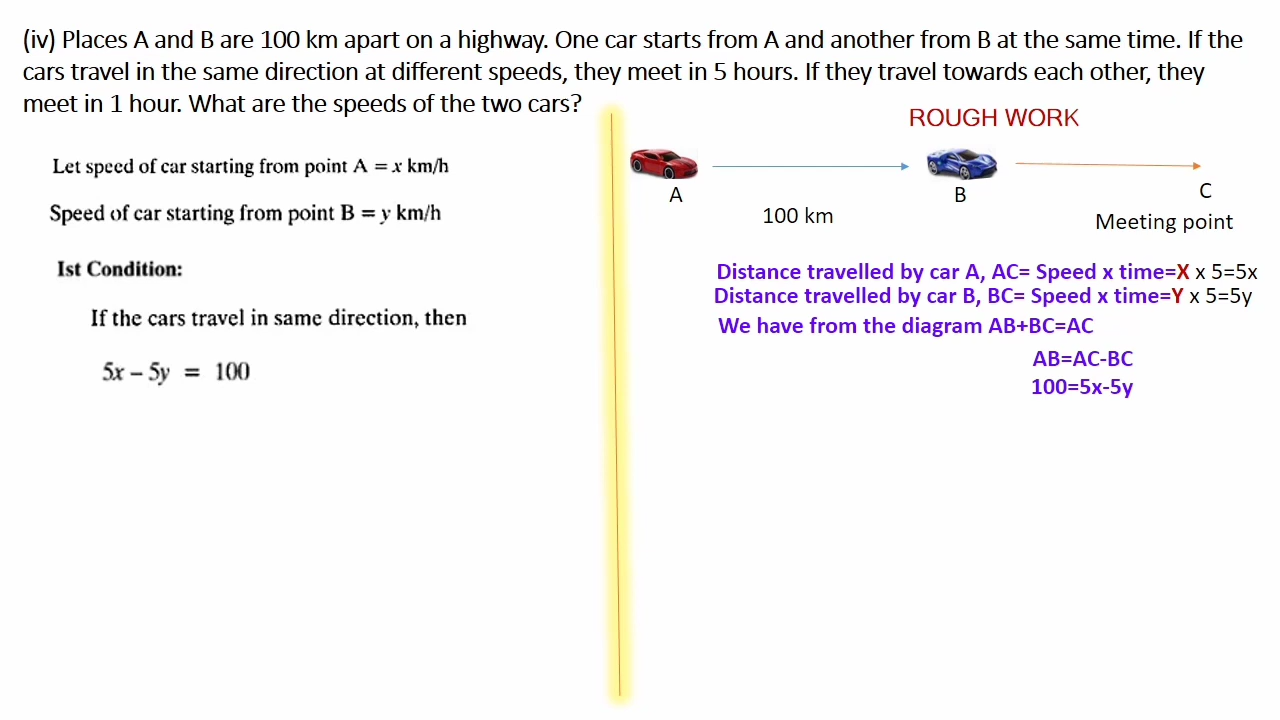 (iv) Places A and B are 100 km apart on a highway. One car starts from A and another from B at the same time. If the
cars travel in the same direction at different speeds, they meet in 5 hours. If they travel towards each other, they
meet in 1 hour. What are the speeds of the two cars?
Let speed of car starting from point A = x km/h
Speed of car starting from point B = y km/h
Ist Condition:
If the cars travel in same direction, then
5x – 5y = 100
ROUGH WORK
A
B
C
100 km
Meeting point
Distance travelled by car A, AC= Speed x time=X x 5=5x
Distance travelled by car B, BC= Speed x time=Y x 5=5y
We have from the diagram AB+BC=AC
AB=AC-BC
100=5x-5y